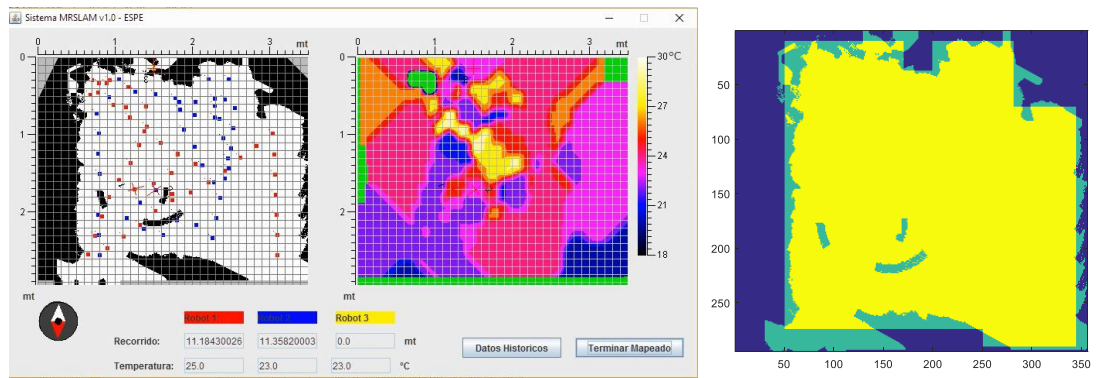 Sistema MRSLAM v1.0 - ESPE
0 1 2 3 mt
0 1 2 3 mt
0
1
2
mt
0
1
2
mt
30°C
27
24
21
18
Robot 1 Robot 2 Robot 3
Recorrido: 11.18430026 11.35820003 0.0 mt
Temperatura: 25.0 23.0 23.0 °C
Datos Historicos Terminar Mapeado
50
100
150
200
250
50 100 150 200 250 300 350